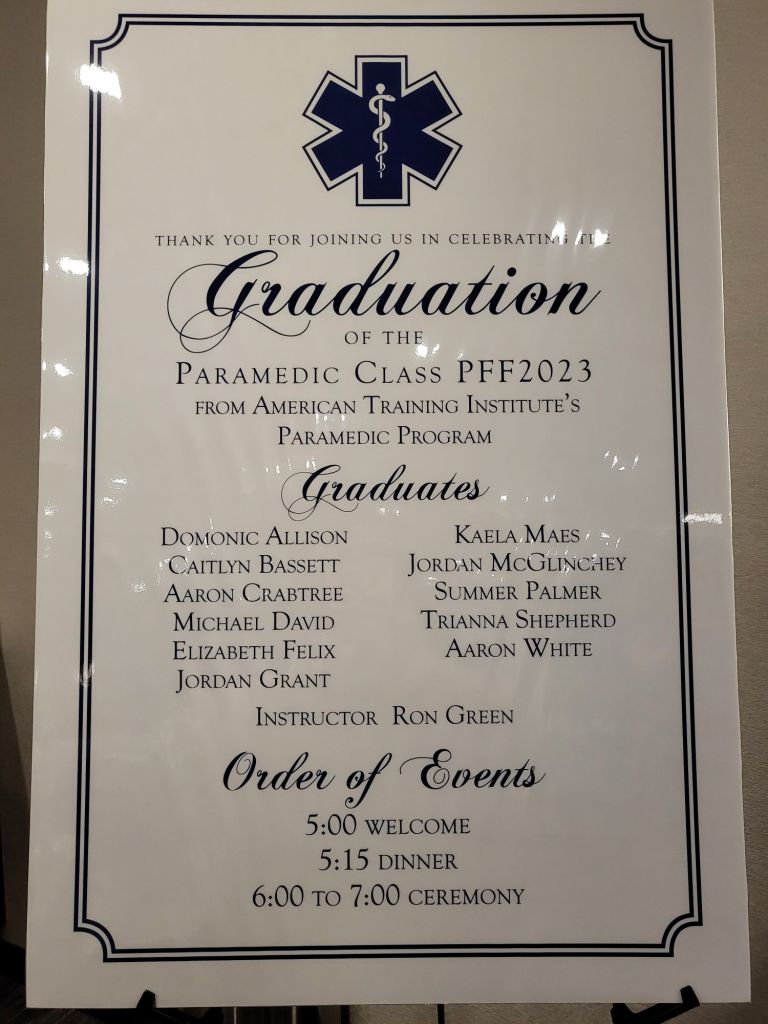 THANK YOU FOR JOINING US IN CELEBRATING THE
Graduation
OF THE
PARAMEDIC CLASS PFF2023
FROM AMERICAN TRAINING INSTITUTE'S
PARAMEDIC PROGRAM
Graduates
DOMONIC ALLISON
CAITLYN BASSETT
AARON CRABTREE
MICHAEL DAVID
ELIZABETH FELIX
JORDAN GRANT
KAELA MAES
JORDAN MCGLINCHEY
SUMMER PALMER
TRIANNA SHEPHERD
AARON WHITE
INSTRUCTOR RON GREEN
Order of Events
5:00 WELCOME
5:15 DINNER
6:00 TO 7:00 CEREMONY